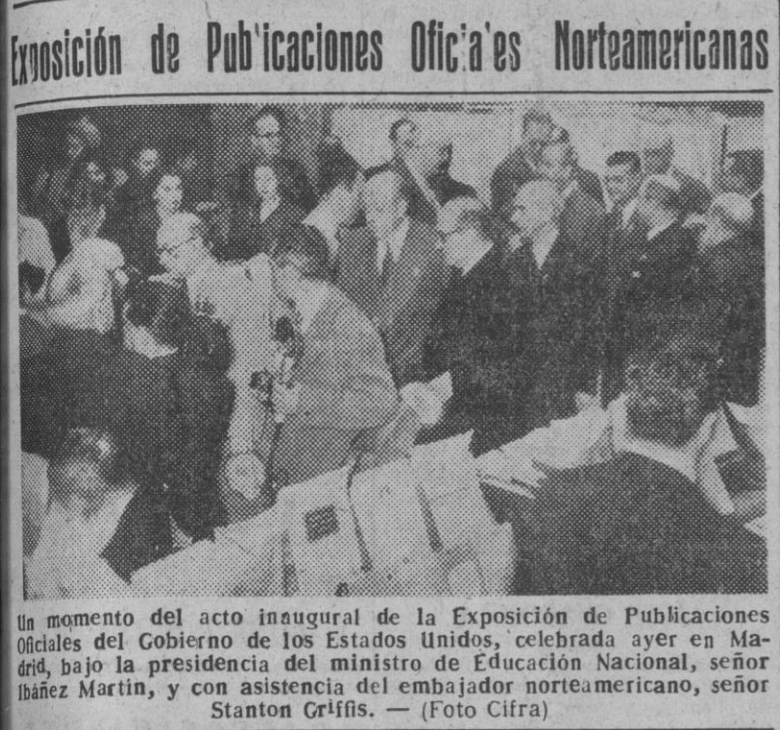 Exposición de Publicaciones Oficiales Norteamericanas
Un momento del acto inaugural de la Exposición de Publicaciones
Oficiales del Gobierno de los Estados Unidos, celebrada ayer en Ma-
drid, bajo la presidencia del ministro de Educación Nacional, señor
Ibáñez Martín, y con asistencia del embajador norteamericano, señor
Stanton Griffis. — (Foto Cifra)